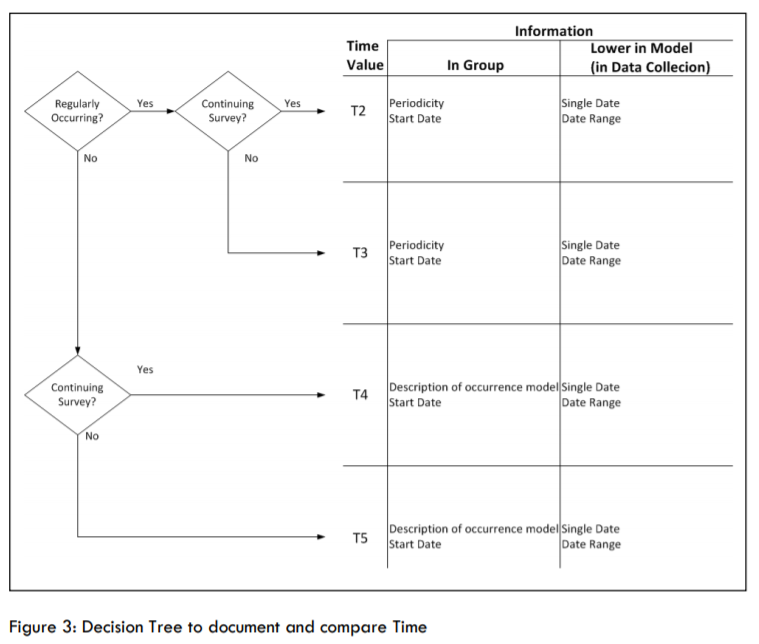 Information
Time
Value
In Group
Lower in Model
(in Data Collecion)
Regularly
Occurring?
Yes
Continuing
Survey?
Yes
T2
Periodicity
Start Date
Single Date
Date Range
No
No
T3
Periodicity
Start Date
Single Date
Date Range
Continuing
Survey?
Yes
T4
Description of occurrence model
Start Date
Single Date
Date Range
No
T5
Description of occurrence model
Start Date
Single Date
Date Range
Figure 3: Decision Tree to document and compare Time